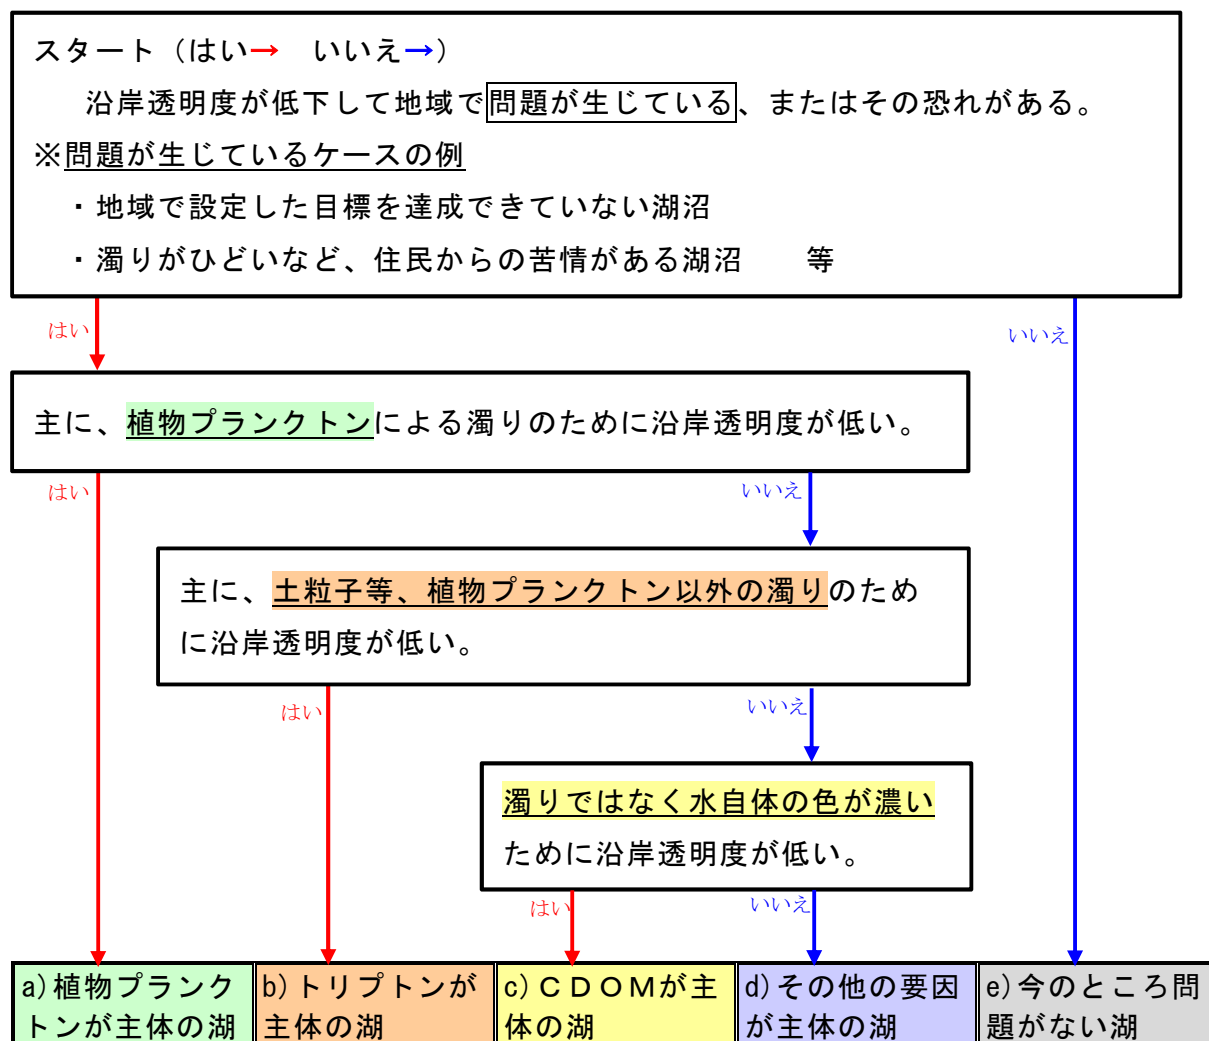 スタート（はい→　いいえ→）
沿岸透明度が低下して地域で問題が生じている、またはその恐れがある。
※問題が生じているケースの例
・地域で設定した目標を達成できていない湖沼
・濁りがひどいなど、住民からの苦情がある湖沼　　等
はい
いいえ
主に、植物プランクトンによる濁りのために沿岸透明度が低い。
はい
いいえ
主に、土粒子等、植物プランクトン以外の濁りのため
に沿岸透明度が低い。
はい
いいえ
濁りではなく水自体の色が濃い
ために沿岸透明度が低い。
はい
いいえ
a)植物プランク
トンが主体の湖
b)トリプトンが
主体の湖
c)ＣＤＯＭが主
体の湖
d)その他の要因
が主体の湖
e)今のところ問
題がない湖